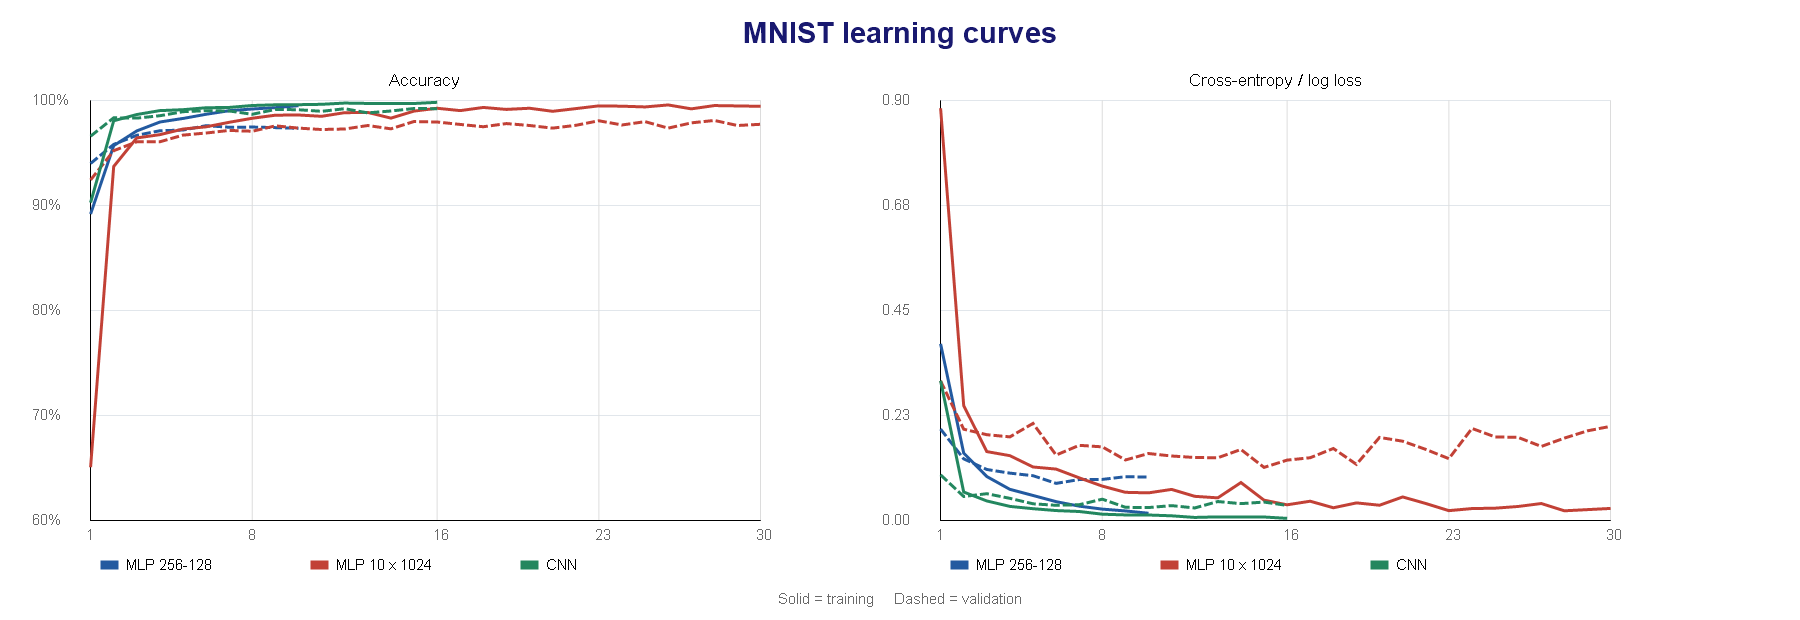 MNIST learning curves
Accuracy
100%
90%
80%
70%
60%
1 8 16 23 30
MLP 256-128 MLP 10 x 1024 CNN
Cross-entropy / log loss
0.90
0.68
0.45
0.23
0.00
1 8 16 23 30
MLP 256-128 MLP 10 x 1024 CNN
Solid = training Dashed = validation